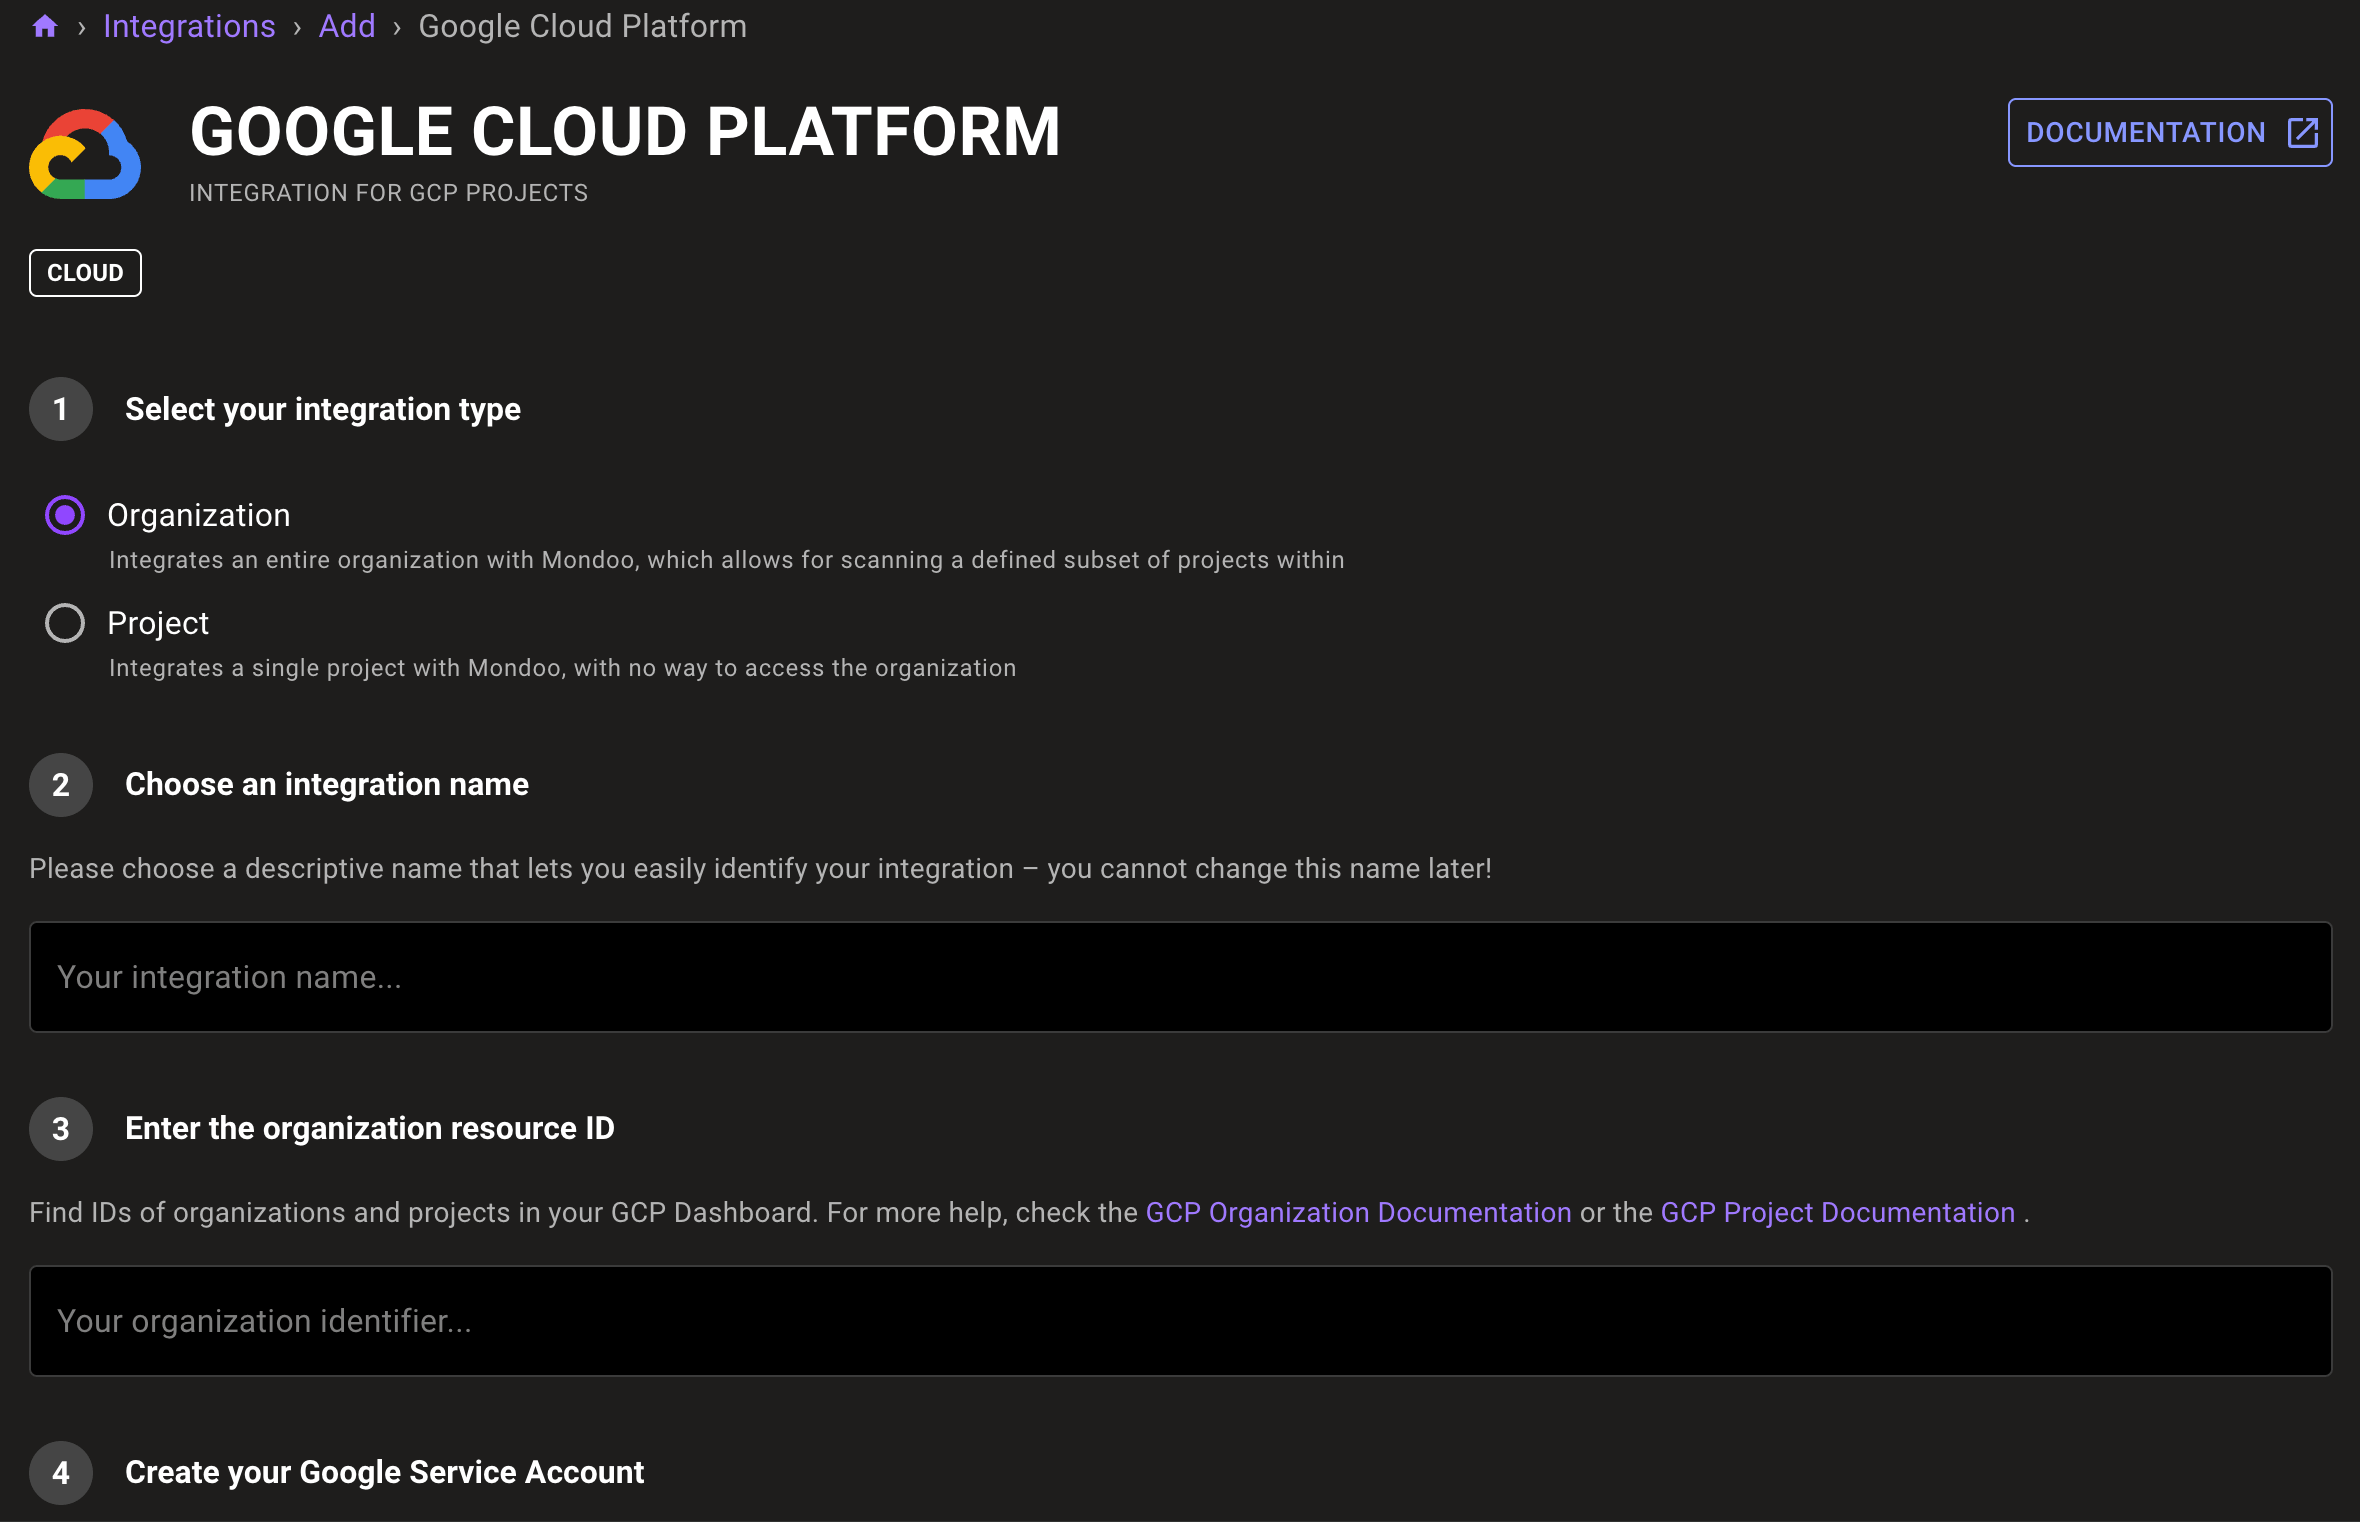 › Integrations › Add › Google Cloud Platform
GOOGLE CLOUD PLATFORM
INTEGRATION FOR GCP PROJECTS
DOCUMENTATION
CLOUD
1 Select your integration type
Organization
Integrates an entire organization with Mondoo, which allows for scanning a defined subset of projects within
Project
Integrates a single project with Mondoo, with no way to access the organization
2 Choose an integration name
Please choose a descriptive name that lets you easily identify your integration – you cannot change this name later!
Your integration name...
3 Enter the organization resource ID
Find IDs of organizations and projects in your GCP Dashboard. For more help, check the GCP Organization Documentation or the GCP Project Documentation .
Your organization identifier...
4 Create your Google Service Account